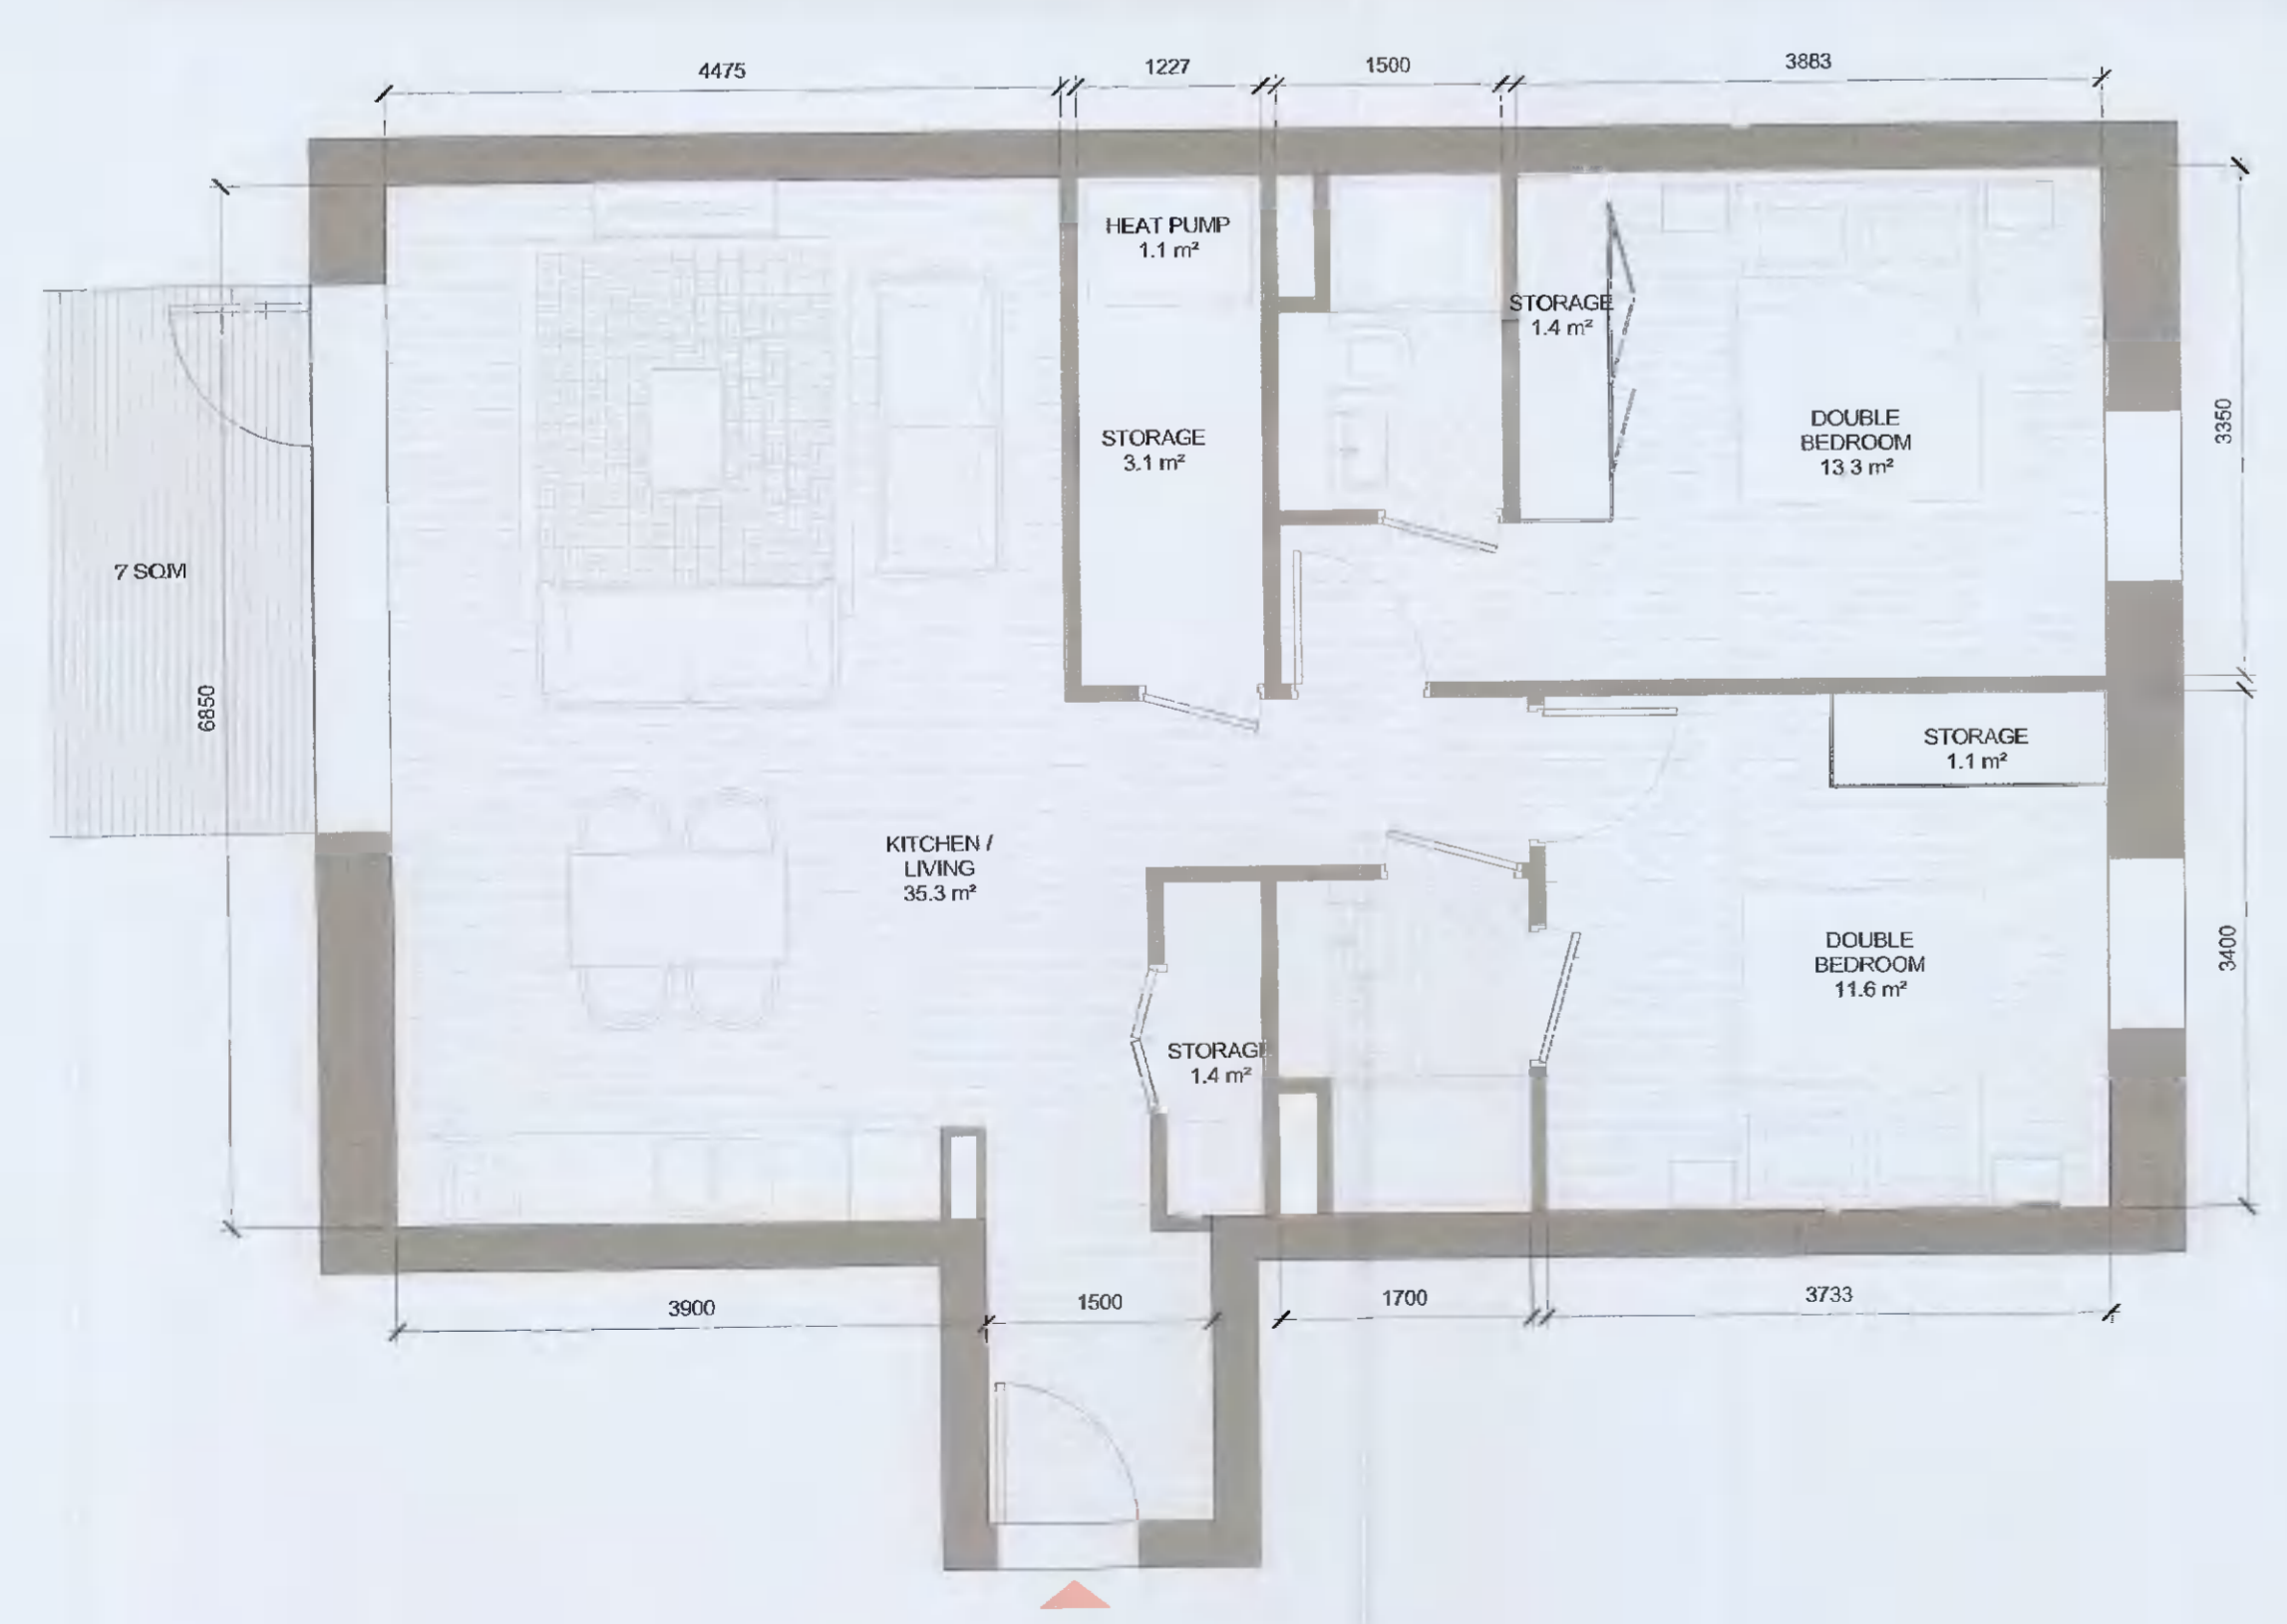 4475
1227
1500
3883
HEAT PUMP
1.1 m²
STORAGE
1.4 m²
3350
DOUBLE
BEDROOM
13.3 m²
STORAGE
3.1 m²
7 SQM
6850
STORAGE
1.1 m²
KITCHEN /
LIVING
35.3 m²
DOUBLE
BEDROOM
11.6 m²
3400
STORAGE
1.4 m²
3900
1500
1700
3733